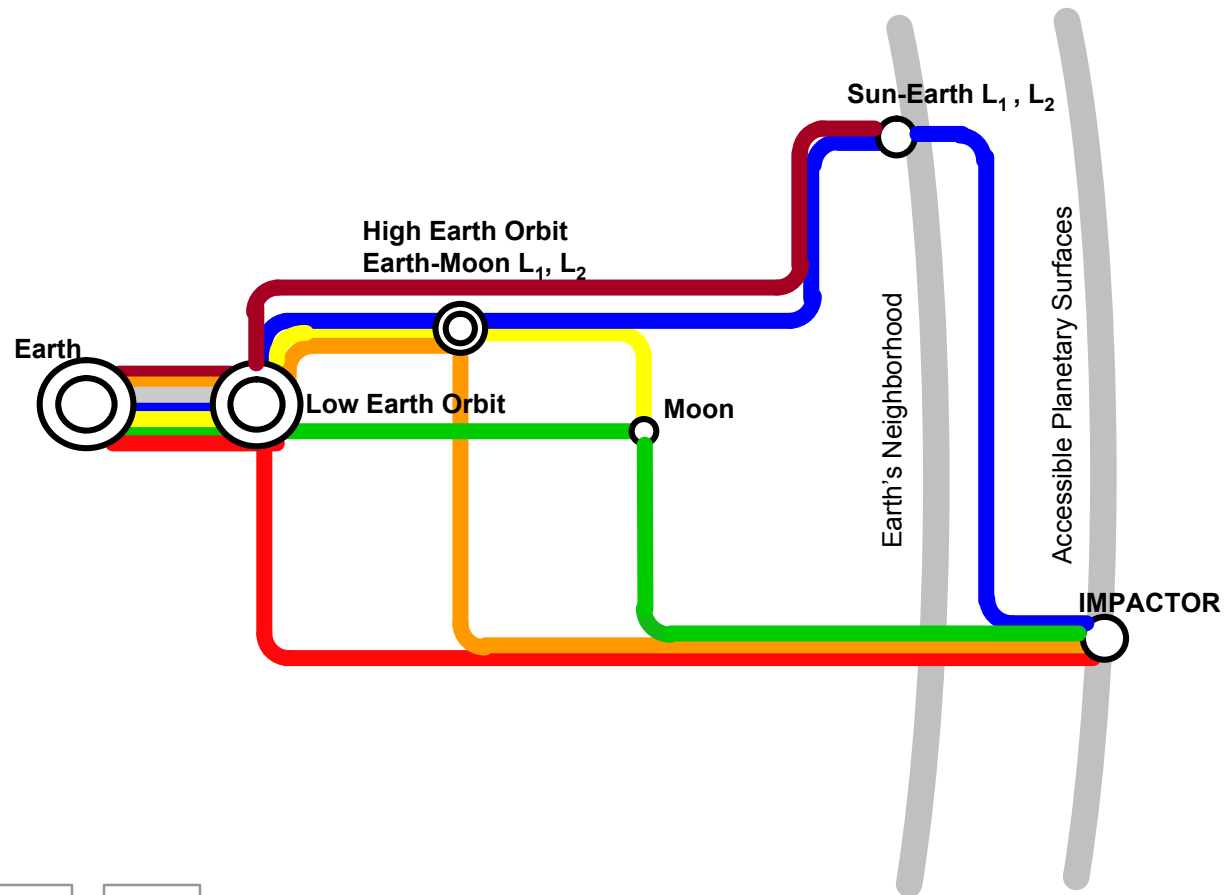 Sun-Earth L₁ , L₂
High Earth Orbit
Earth-Moon L₁, L₂
Earth
Low Earth Orbit
Moon
Earth's Neighborhood
Accessible Planetary Surfaces
IMPACTOR